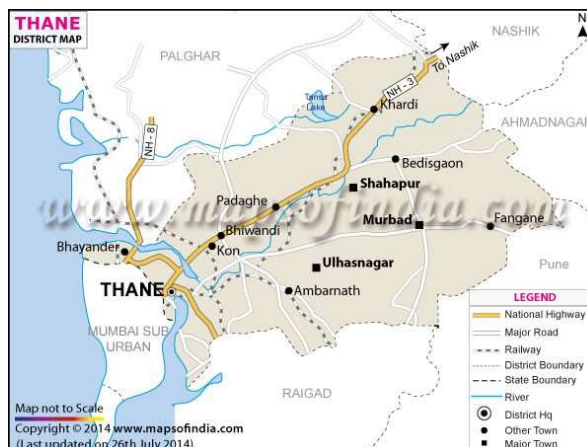 THANE
DISTRICT MAP
N
NASHIK
PALGHAR
To Nashik
NH - 3
Tansa
Lake
Khardi
NH - 8
AHMADNAGAR
Bedisgaon
Shahapur
Padaghe
www.mapsofindia.com
Murbad
Fangane
Bhiwandi
Bhayander
Kon
Pune
Ulhasnagar
THANE
Ambarnath
MUMBAI SUB
URBAN
RAIGAD
LEGEND
National Highway
Major Road
Railway
District Boundary
State Boundary
River
District Hq
Other Town
Major Town
Map not to Scale
Copyright © 2014 www.mapsofindia.com
(Last updated on 26th July 2014)